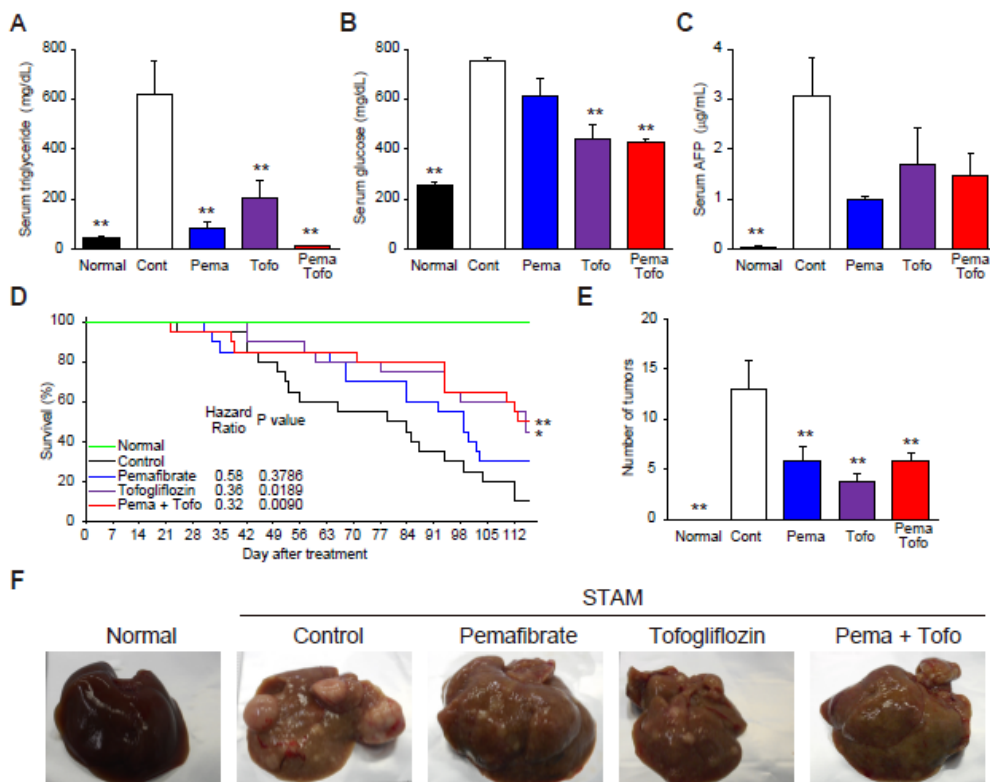 A
Serum triglyceride (mg/dL)
800
600
400
200
0
**
**
**
**
Normal Cont Pema Tofo Pema Tofo
B
Serum glucose (mg/dL)
800
600
400
200
0
**
**
**
Normal Cont Pema Tofo Pema Tofo
C
Serum AFP (μg/mL)
4
3
2
1
0
**
Normal Cont Pema Tofo Pema Tofo
D
Survival (%)
100
80
60
40
20
0
Hazard Ratio P value
Normal
Control
Pemafibrate 0.58 0.3786
Tofogliflozin 0.36 0.0189
Pema + Tofo 0.32 0.0090
**
*
0 7 14 21 28 35 42 49 56 63 70 77 84 91 98 105 112
Day after treatment
E
Number of tumors
20
15
10
5
0
**
**
**
**
Normal Cont Pema Tofo Pema Tofo
F
STAM
Normal Control Pemafibrate Tofogliflozin Pema + Tofo